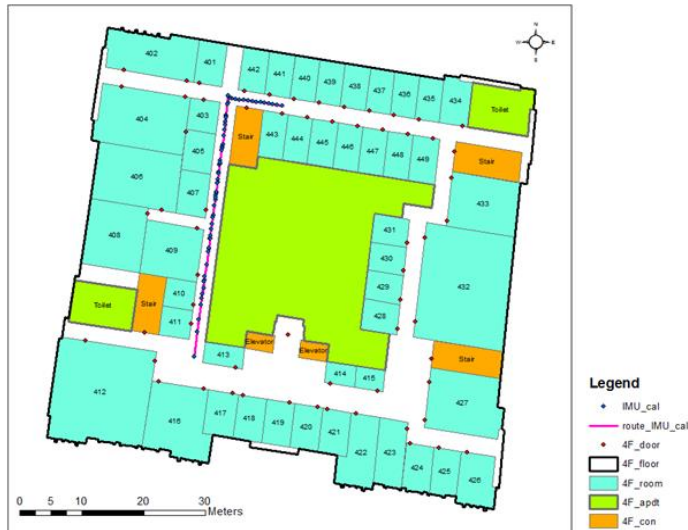 N
W E
S
402
401
442
441
440
439
438
437
436
435
434
Toilet
404
403
Stair
443
444
445
446
447
448
449
Stair
405
406
407
433
408
409
431
430
429
428
432
Toilet
Stair
410
411
413
Elevator
Elevator
414
415
Stair
427
412
416
417
418
419
420
421
422
423
424
425
426
0 5 10 20 30
Meters
Legend
IMU_cal
route_IMU_cal
4F_door
4F_floor
4F_room
4F_apdt
4F_con